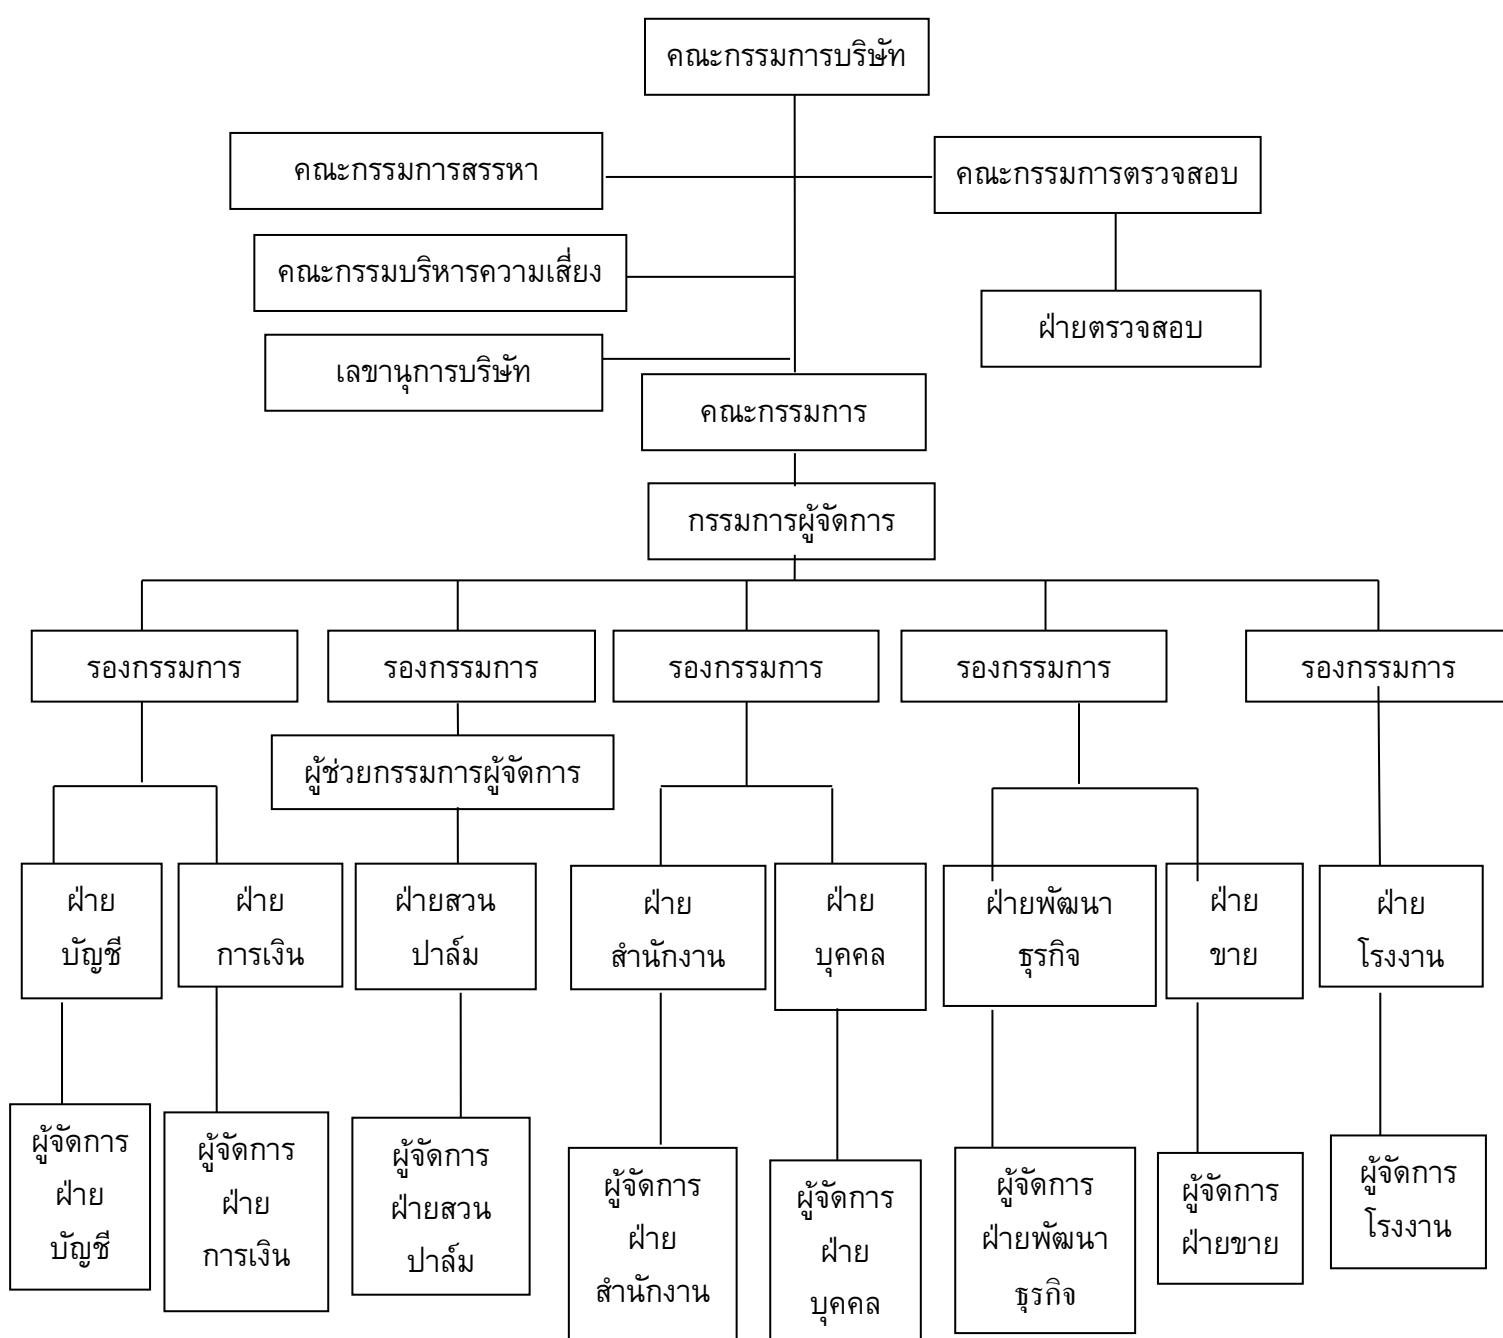 คณะกรรมการบริษัท
คณะกรรมการสรรหา
คณะกรรมการตรวจสอบ
คณะกรรมบริหารความเสี่ยง
ฝ่ายตรวจสอบ
เลขานุการบริษัท
คณะกรรมการ
กรรมการผู้จัดการ
รองกรรมการ
รองกรรมการ
รองกรรมการ
รองกรรมการ
รองกรรมการ
ผู้ช่วยกรรมการผู้จัดการ
ฝ่าย
บัญชี
ฝ่าย
การเงิน
ฝ่ายสวน
ปาล์ม
ฝ่าย
สำนักงาน
ฝ่าย
บุคคล
ฝ่ายพัฒนา
ธุรกิจ
ฝ่าย
ขาย
ฝ่าย
โรงงาน
ผู้จัดการ
ฝ่าย
บัญชี
ผู้จัดการ
ฝ่าย
การเงิน
ผู้จัดการ
ฝ่ายสวน
ปาล์ม
ผู้จัดการ
ฝ่าย
สำนักงาน
ผู้จัดการ
ฝ่าย
บุคคล
ผู้จัดการ
ฝ่ายพัฒนา
ธุรกิจ
ผู้จัดการ
ฝ่ายขาย
ผู้จัดการ
โรงงาน